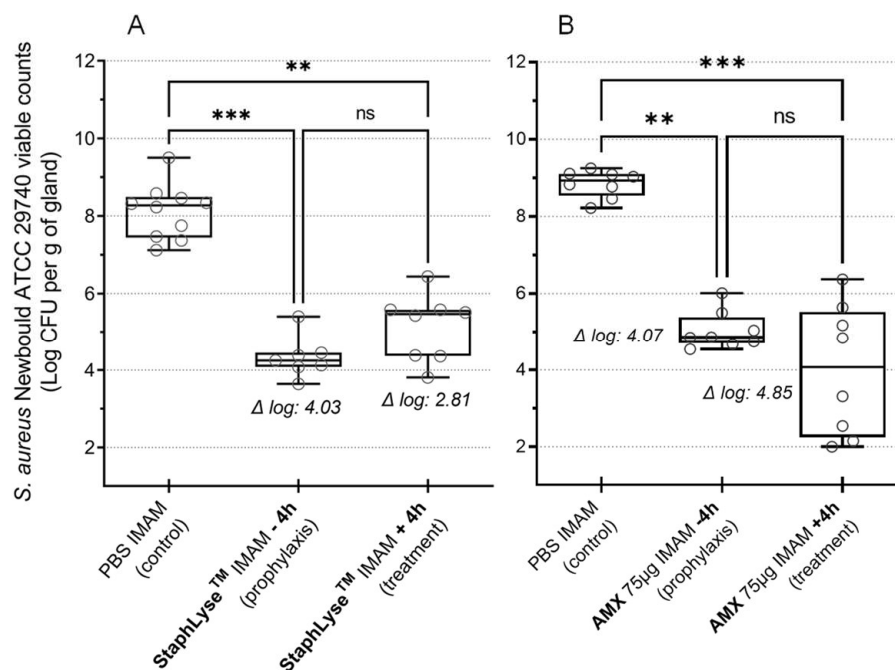 A
B
S. aureus Newbould ATCC 29740 viable counts
(Log CFU per g of gland)
12
10
8
6
4
2
**
***
ns
Δ log: 4.03
Δ log: 2.81
PBS IMAM
(control)
StaphLyse™ IMAM - 4h
(prophylaxis)
StaphLyse™ IMAM + 4h
(treatment)
12
10
8
6
4
2
***
**
ns
Δ log: 4.07
Δ log: 4.85
PBS IMAM
(control)
AMX 75µg IMAM -4h
(prophylaxis)
AMX 75µg IMAM +4h
(treatment)